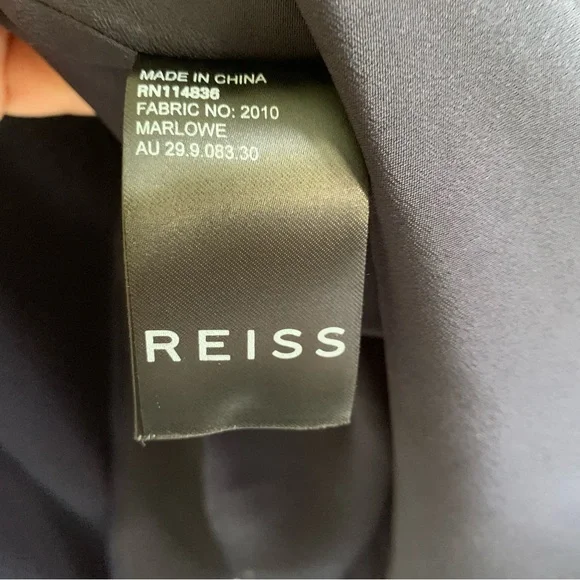 MADE IN CHINA
RN114836
FABRIC NO: 2010
MARLOWE
AU 29.9.083.30
REISS